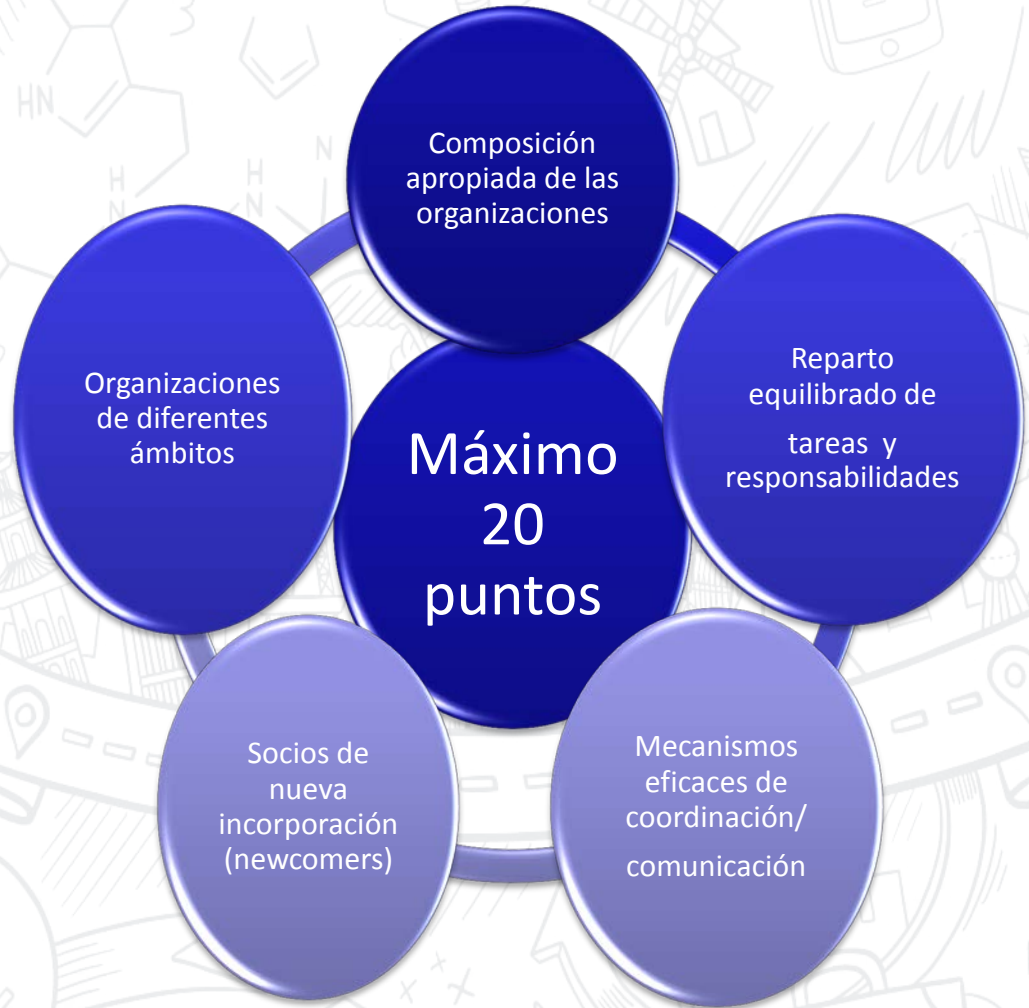 Composición
apropiada de las
organizaciones
Organizaciones
de diferentes
ámbitos
Reparto
equilibrado de
tareas y
responsabilidades
Máximo
20
puntos
Socios de
nueva
incorporación
(newcomers)
Mecanismos
eficaces de
coordinación/
comunicación
HN
H
N
H
N
N